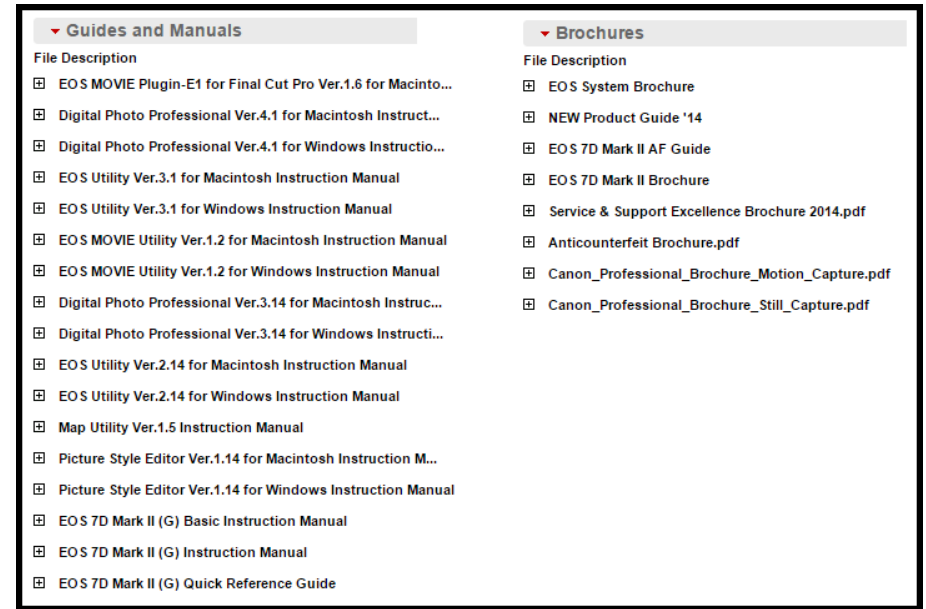 Guides and Manuals
File Description
EOS MOVIE Plugin-E1 for Final Cut Pro Ver.1.6 for Macinto...
Digital Photo Professional Ver.4.1 for Macintosh Instruct...
Digital Photo Professional Ver.4.1 for Windows Instructio...
EOS Utility Ver.3.1 for Macintosh Instruction Manual
EOS Utility Ver.3.1 for Windows Instruction Manual
EOS MOVIE Utility Ver.1.2 for Macintosh Instruction Manual
EOS MOVIE Utility Ver.1.2 for Windows Instruction Manual
Digital Photo Professional Ver.3.14 for Macintosh Instruc...
Digital Photo Professional Ver.3.14 for Windows Instructi...
EOS Utility Ver.2.14 for Macintosh Instruction Manual
EOS Utility Ver.2.14 for Windows Instruction Manual
Map Utility Ver.1.5 Instruction Manual
Picture Style Editor Ver.1.14 for Macintosh Instruction M...
Picture Style Editor Ver.1.14 for Windows Instruction Manual
EOS 7D Mark II (G) Basic Instruction Manual
EOS 7D Mark II (G) Instruction Manual
EOS 7D Mark II (G) Quick Reference Guide
Brochures
File Description
EOS System Brochure
NEW Product Guide '14
EOS 7D Mark II AF Guide
EOS 7D Mark II Brochure
Service & Support Excellence Brochure 2014.pdf
Anticounterfeit Brochure.pdf
Canon_Professional_Brochure_Motion_Capture.pdf
Canon_Professional_Brochure_Still_Capture.pdf